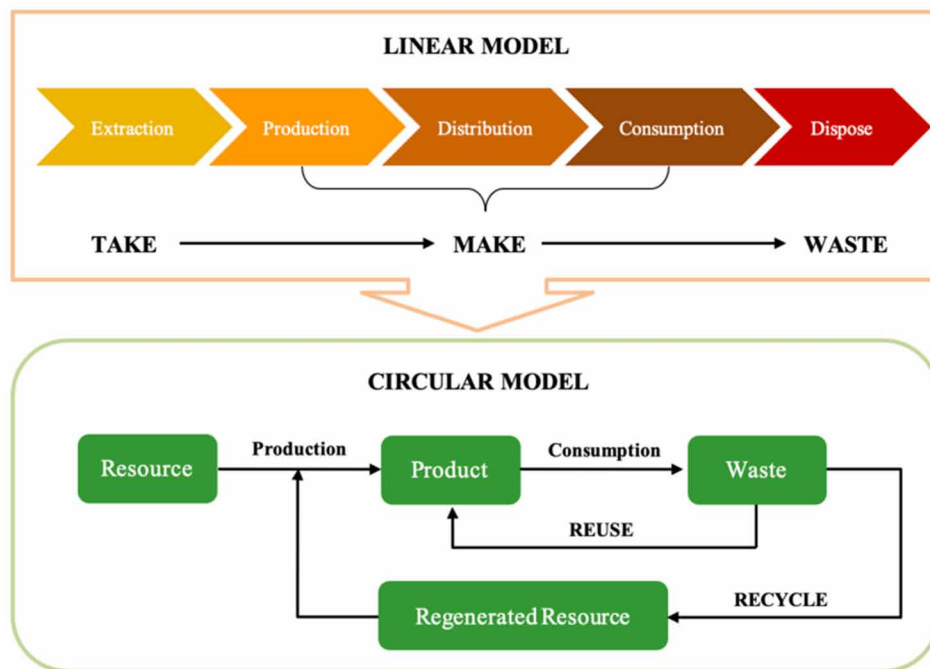 LINEAR MODEL
Extraction
Production
Distribution
Consumption
Dispose
TAKE
MAKE
WASTE
CIRCULAR MODEL
Resource
Production
Product
Consumption
Waste
REUSE
Regenerated Resource
RECYCLE